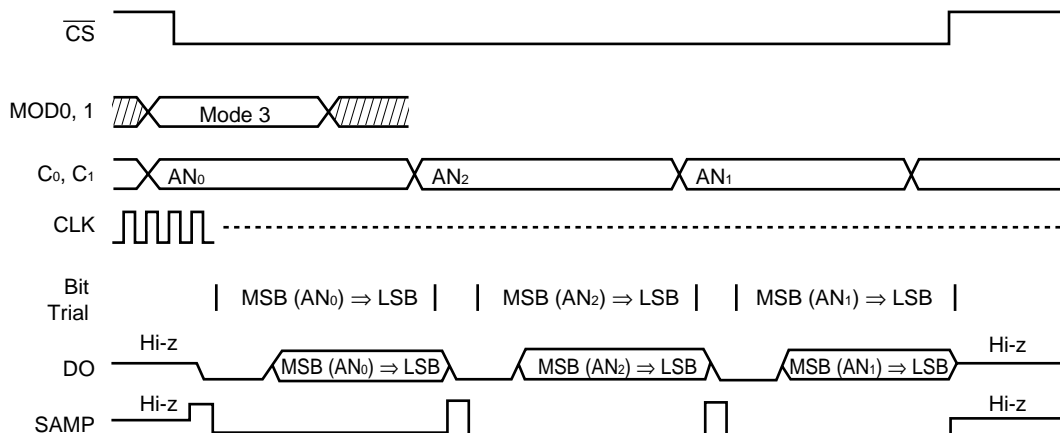 CS
MOD0, 1 Mode 3
C0, C1 AN0 AN2 AN1
CLK
Bit Trial MSB (AN0) ⇒ LSB MSB (AN2) ⇒ LSB MSB (AN1) ⇒ LSB
Hi-z Hi-z
DO MSB (AN0) ⇒ LSB MSB (AN2) ⇒ LSB MSB (AN1) ⇒ LSB
Hi-z Hi-z
SAMP